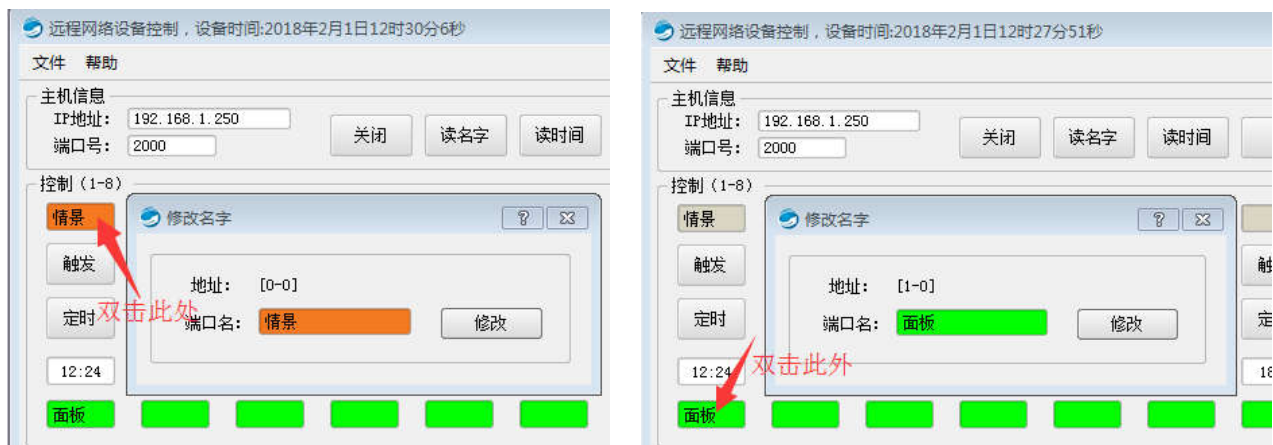 远程网络设备控制，设备时间:2018年2月1日12时30分6秒
文件 帮助
主机信息
IP地址: 192.168.1.250
端口号: 2000
关闭 读名字 读时间
控制 (1-8)
情景
修改名字
触发
地址: [0-0]
双击此处
定时
端口名: 情景 修改
12:24
面板
远程网络设备控制，设备时间:2018年2月1日12时27分51秒
文件 帮助
主机信息
IP地址: 192.168.1.250
端口号: 2000
关闭 读名字 读时间
控制 (1-8)
情景
修改名字
触发
地址: [1-0]
定时
端口名: 面板 修改
双击此外
12:24
18
面板